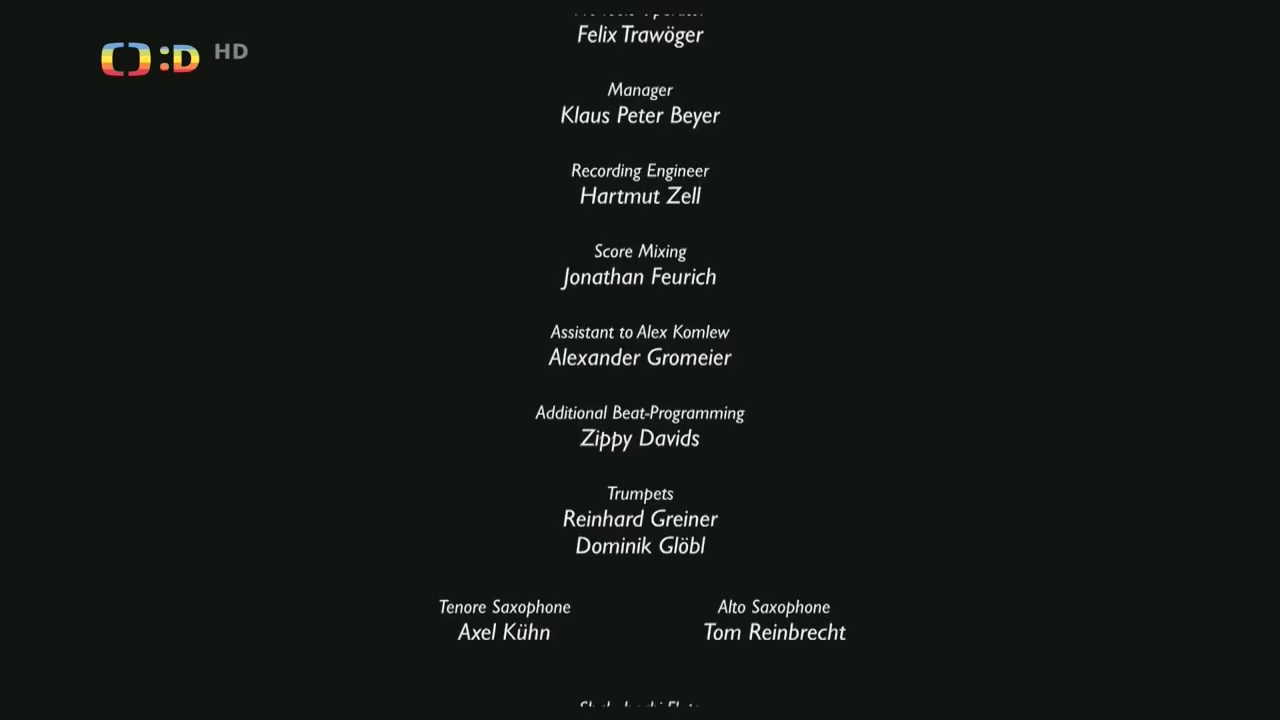 :D HD
Felix Trawöger
Manager
Klaus Peter Beyer
Recording Engineer
Hartmut Zell
Score Mixing
Jonathan Feurich
Assistant to Alex Komlew
Alexander Gromeier
Additional Beat-Programming
Zippy Davids
Trumpets
Reinhard Greiner
Dominik Glöbl
Tenore Saxophone
Axel Kühn
Alto Saxophone
Tom Reinbrecht